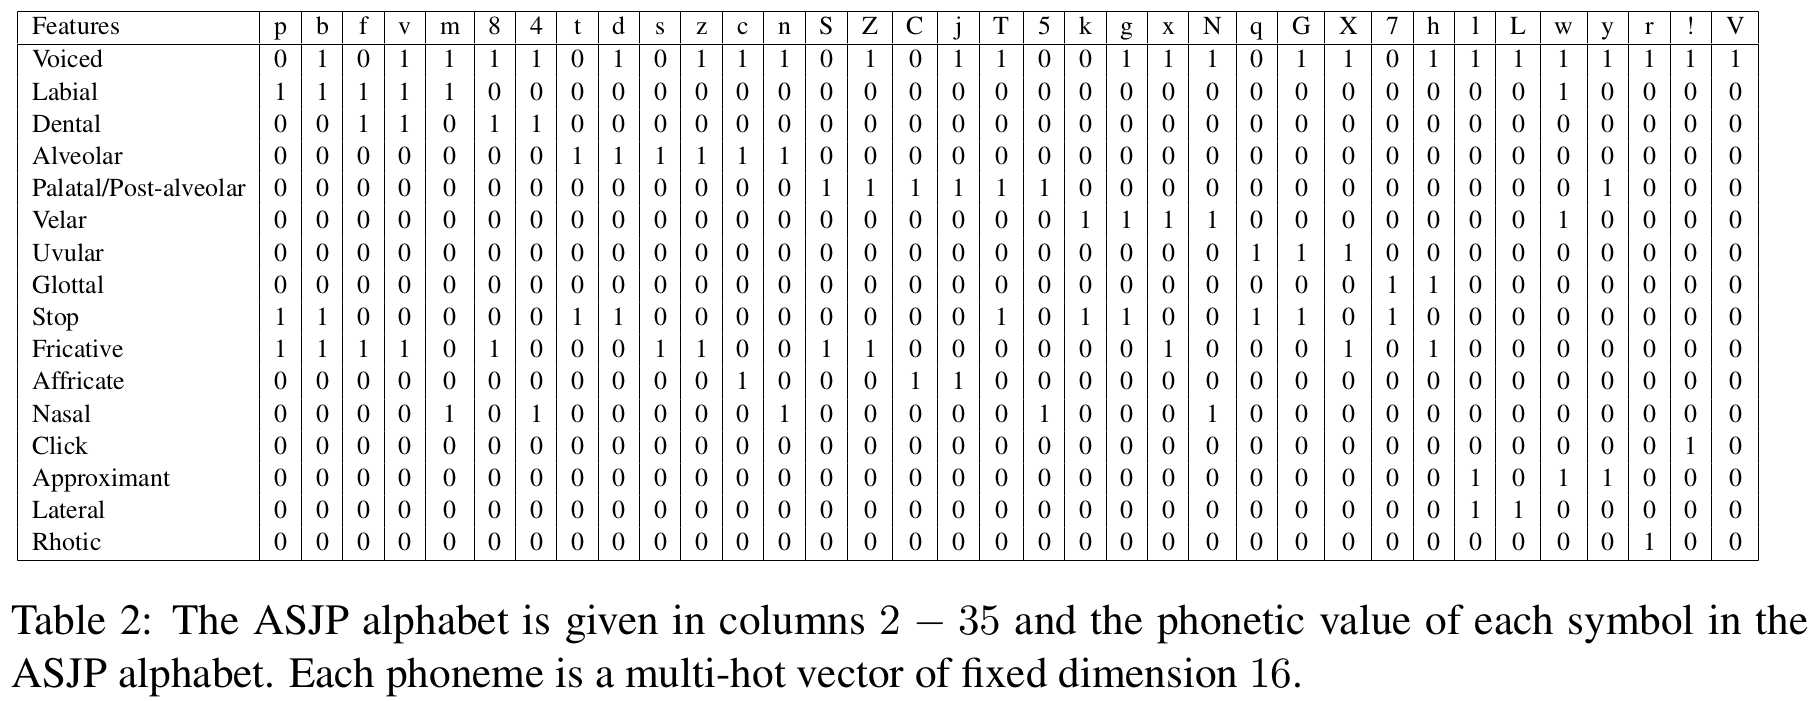 Features p b f v m 8 4 t d s z c n S Z C j T 5 k g x N q G X 7 h l L w y r ! V
Voiced 0 1 0 1 1 1 1 0 1 0 1 1 1 0 1 0 1 1 0 0 1 1 1 0 1 1 0 1 1 1 1 1 1 1 1
Labial 1 1 1 1 1 0 0 0 0 0 0 0 0 0 0 0 0 0 0 0 0 0 0 0 0 0 0 0 0 0 1 0 0 0 0
Dental 0 0 1 1 0 1 1 0 0 0 0 0 0 0 0 0 0 0 0 0 0 0 0 0 0 0 0 0 0 0 0 0 0 0 0
Alveolar 0 0 0 0 0 0 0 1 1 1 1 1 1 0 0 0 0 0 0 0 0 0 0 0 0 0 0 0 0 0 0 0 0 0 0
Palatal/Post-alveolar 0 0 0 0 0 0 0 0 0 0 0 0 0 1 1 1 1 1 1 0 0 0 0 0 0 0 0 0 0 0 0 1 0 0 0
Velar 0 0 0 0 0 0 0 0 0 0 0 0 0 0 0 0 0 0 0 1 1 1 1 0 0 0 0 0 0 0 1 0 0 0 0
Uvular 0 0 0 0 0 0 0 0 0 0 0 0 0 0 0 0 0 0 0 0 0 0 0 1 1 1 0 0 0 0 0 0 0 0 0
Glottal 0 0 0 0 0 0 0 0 0 0 0 0 0 0 0 0 0 0 0 0 0 0 0 0 0 0 1 1 0 0 0 0 0 0 0
Stop 1 1 0 0 0 0 0 1 1 0 0 0 0 0 0 0 0 1 0 1 1 0 0 1 1 0 1 0 0 0 0 0 0 0 0
Fricative 1 1 1 1 0 1 0 0 0 1 1 0 0 1 1 0 0 0 0 0 0 1 0 0 0 1 0 1 0 0 0 0 0 0 0
Affricate 0 0 0 0 0 0 0 0 0 0 0 1 0 0 0 1 1 0 0 0 0 0 0 0 0 0 0 0 0 0 0 0 0 0 0
Nasal 0 0 0 0 1 0 1 0 0 0 0 0 1 0 0 0 0 0 1 0 0 0 1 0 0 0 0 0 0 0 0 0 0 0 0
Click 0 0 0 0 0 0 0 0 0 0 0 0 0 0 0 0 0 0 0 0 0 0 0 0 0 0 0 0 0 0 0 0 0 1 0
Approximant 0 0 0 0 0 0 0 0 0 0 0 0 0 0 0 0 0 0 0 0 0 0 0 0 0 0 0 0 1 0 1 1 0 0 0
Lateral 0 0 0 0 0 0 0 0 0 0 0 0 0 0 0 0 0 0 0 0 0 0 0 0 0 0 0 0 1 1 0 0 0 0 0
Rhotic 0 0 0 0 0 0 0 0 0 0 0 0 0 0 0 0 0 0 0 0 0 0 0 0 0 0 0 0 0 0 0 0 1 0 0
Table 2: The ASJP alphabet is given in columns 2 − 35 and the phonetic value of each symbol in the
ASJP alphabet. Each phoneme is a multi-hot vector of fixed dimension 16.